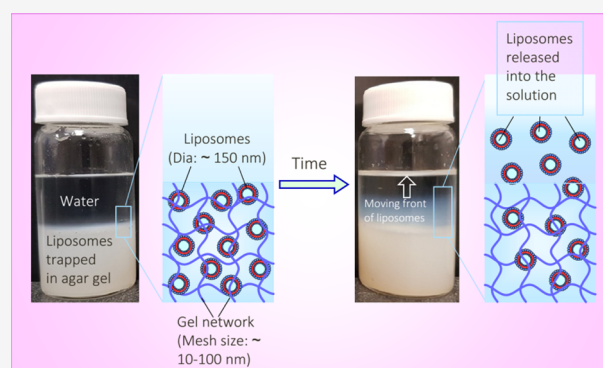 Water
Liposomes
trapped
in agar gel
Liposomes
(Dia: ~ 150 nm)
Gel network
(Mesh size: ~
10-100 nm)
Time
Moving front
of liposomes
Liposomes
released
into the
solution